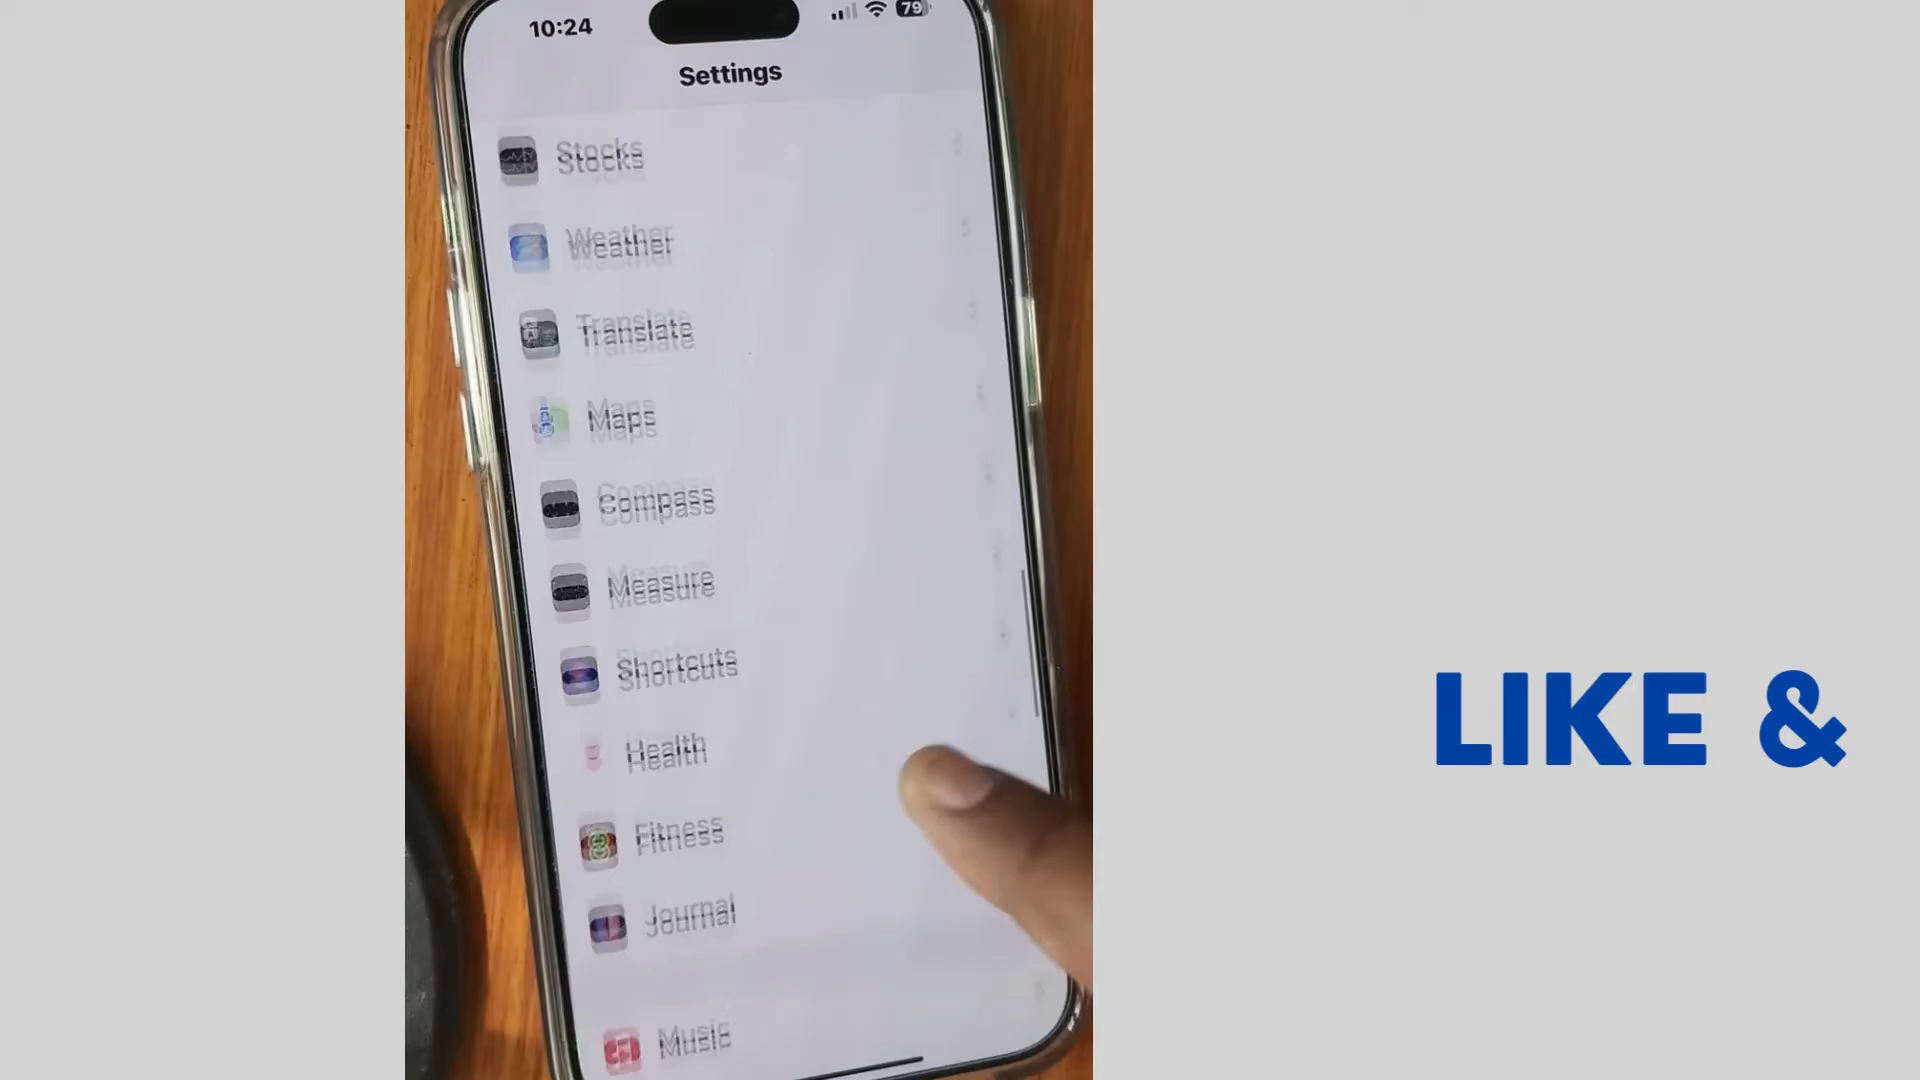 10:24
79
Settings
Stocks
Weather
Translate
Maps
Compass
Measure
Shortcuts
Health
Fitness
Journal
Music
LIKE &